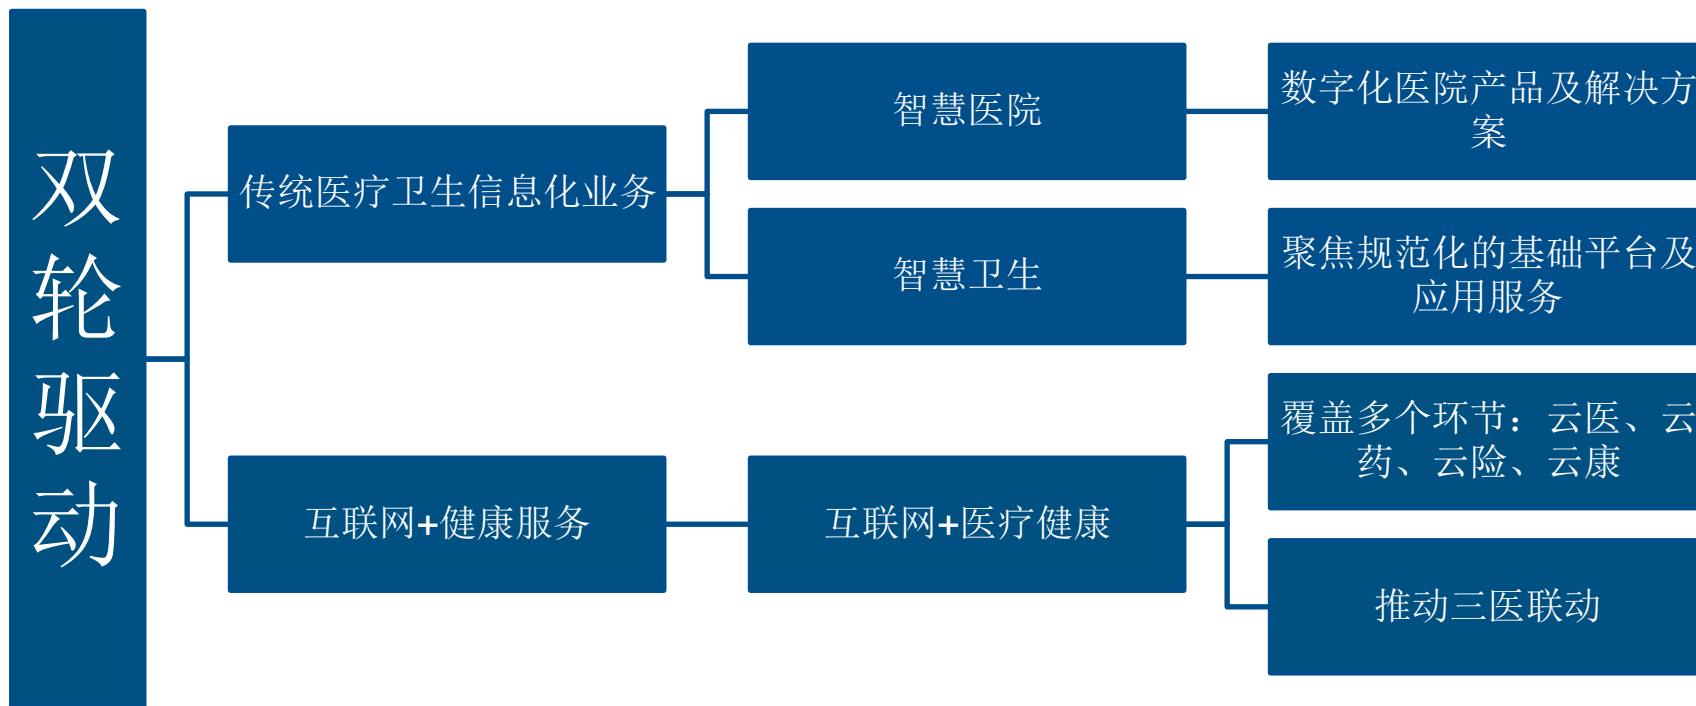 双轮驱动
传统医疗卫生信息化业务
智慧医院
数字化医院产品及解决方
案
智慧卫生
聚焦规范化的基础平台及
应用服务
互联网+健康服务
互联网+医疗健康
覆盖多个环节：云医、云
药、云险、云康
推动三医联动